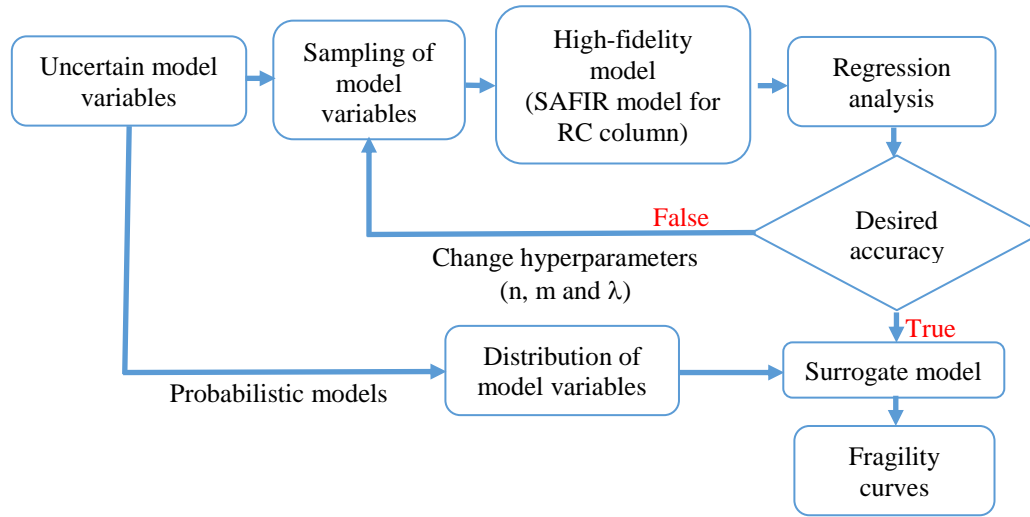 Uncertain model
variables
Sampling of
model
variables
High-fidelity
model
(SAFIR model for
RC column)
Regression
analysis
Desired
accuracy
False
Change hyperparameters
(n, m and λ)
True
Probabilistic models
Distribution of
model variables
Surrogate model
Fragility
curves